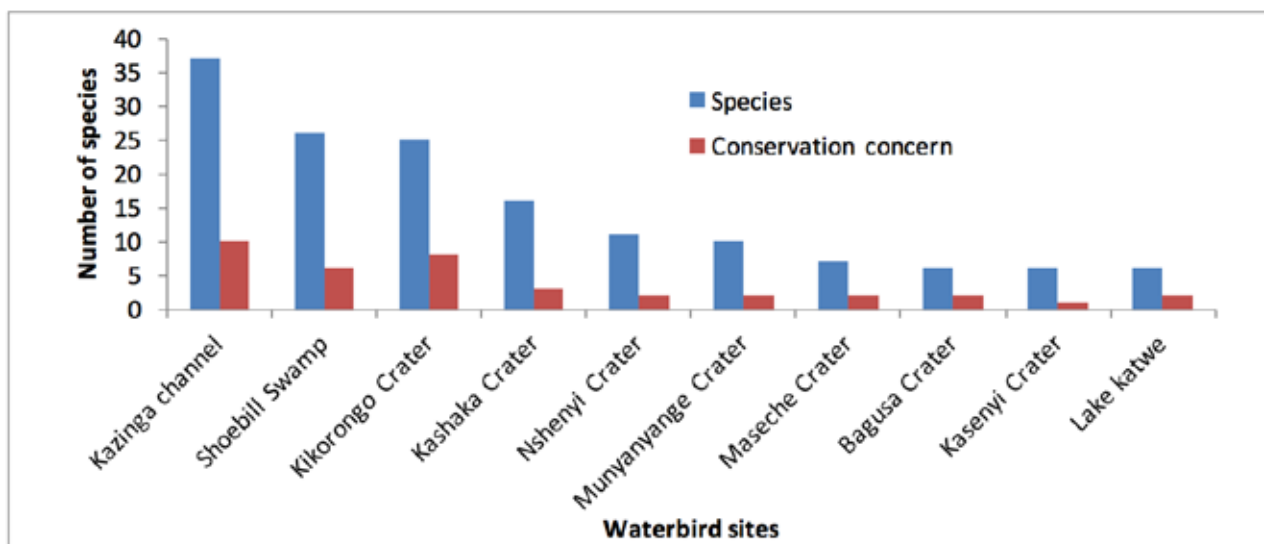 Number of species
40
35
30
25
20
15
10
5
0
Species
Conservation concern
Kazinga channel
Shoebill Swamp
Kikorongo Crater
Kashaka Crater
Nshenyi Crater
Munyanyange Crater
Maseche Crater
Bagusa Crater
Kasenyi Crater
Lake katwe
Waterbird sites